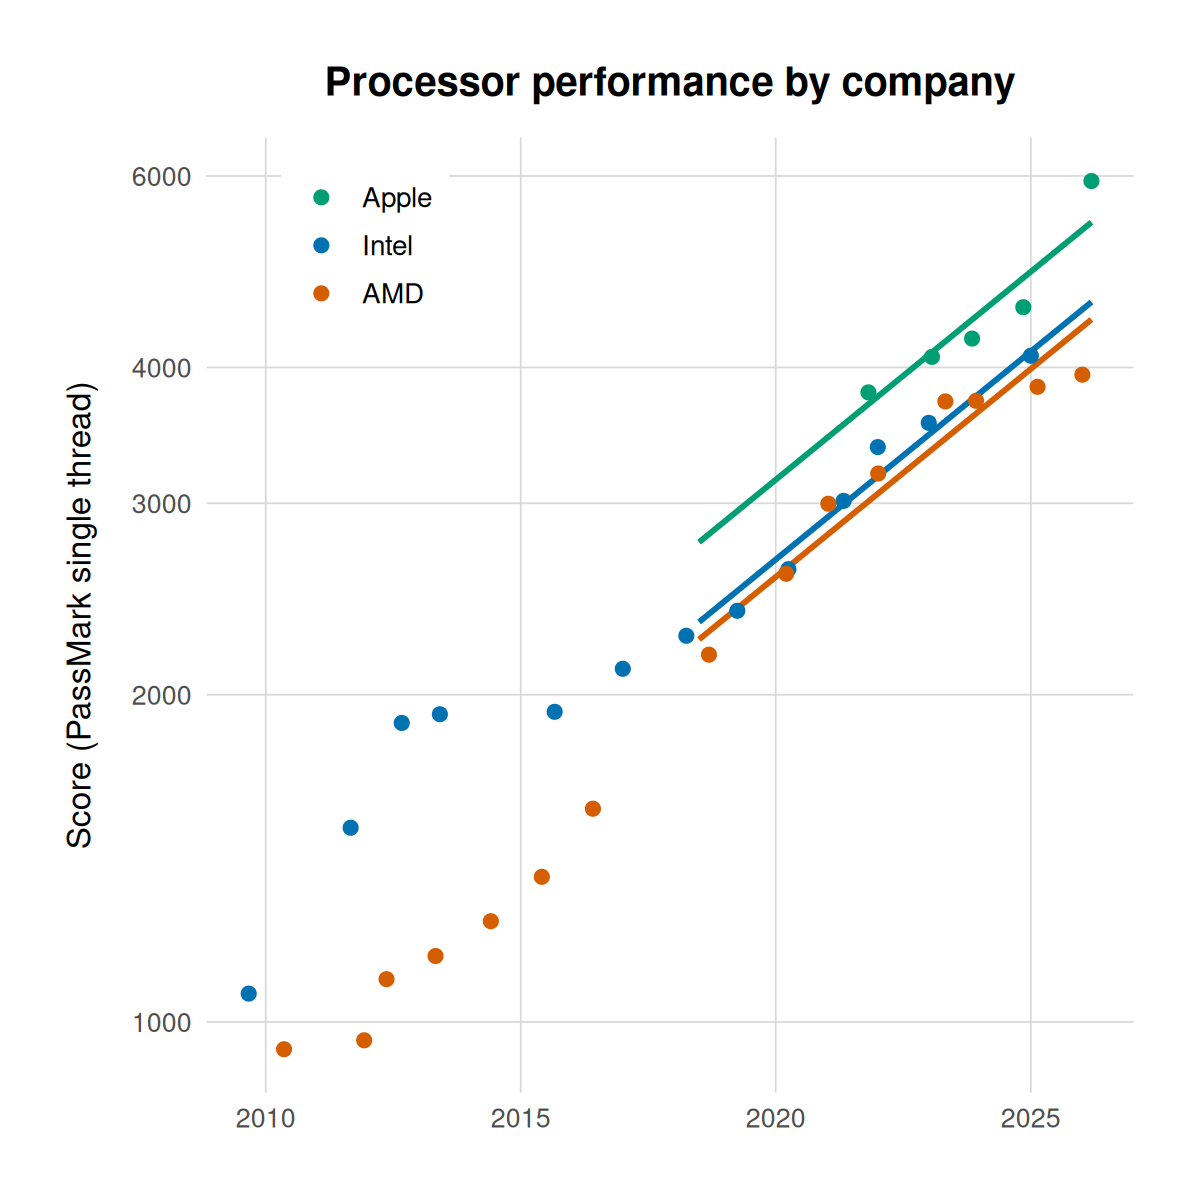 Processor performance by company
Apple
Intel
AMD
Score (PassMark single thread)
6000
4000
3000
2000
1000
2010 2015 2020 2025